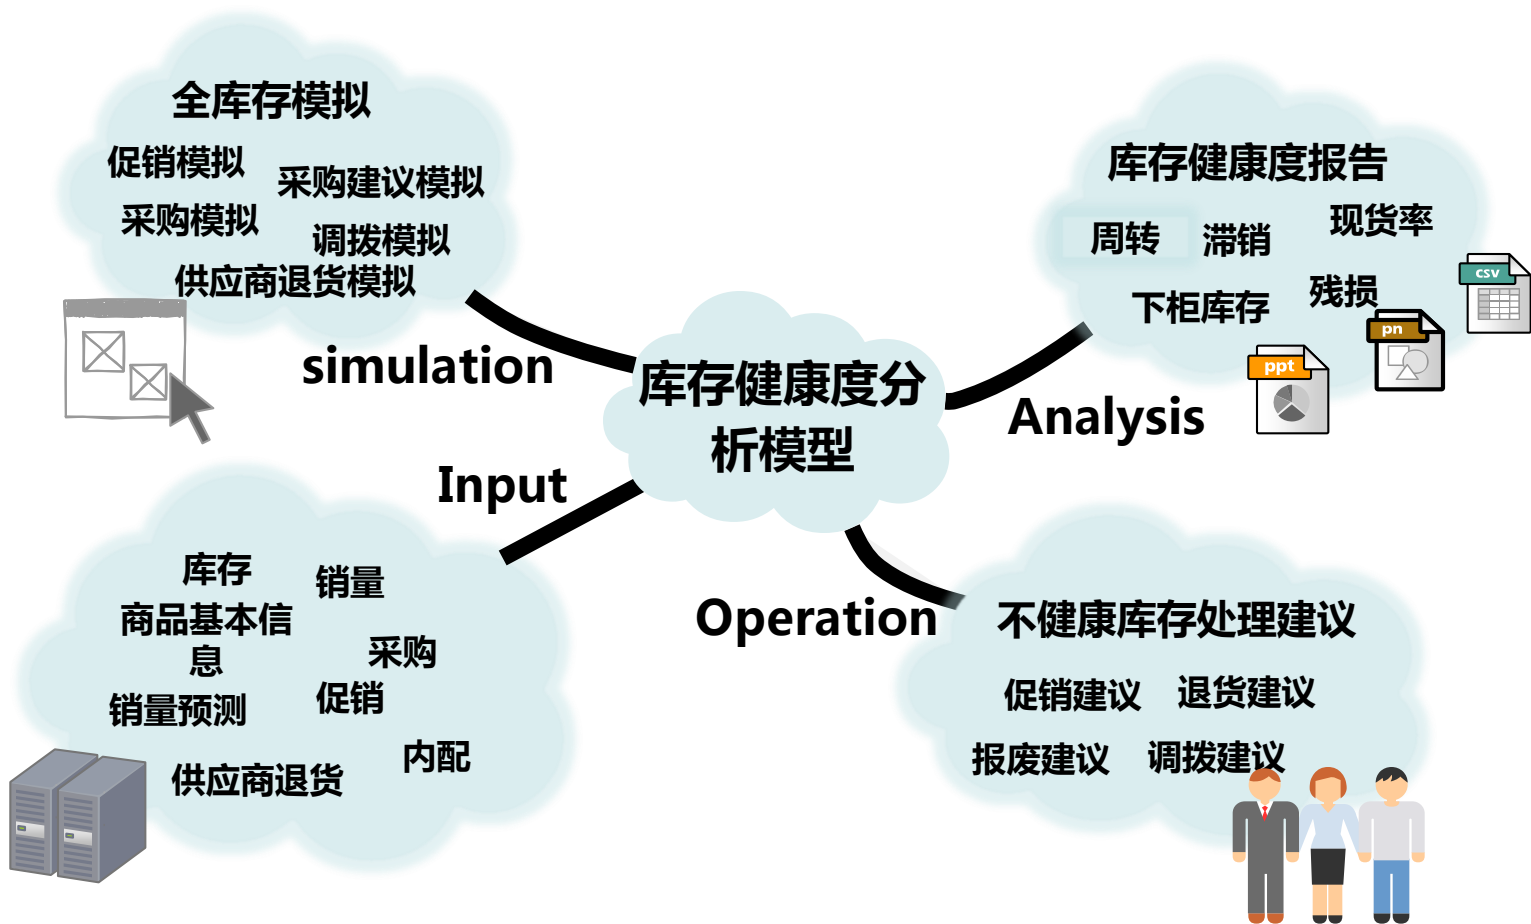 全库存模拟
促销模拟
采购建议模拟
采购模拟
调拨模拟
供应商退货模拟
simulation
库存健康度报告
周转
滞销
现货率
下柜库存
残损
csv
pn
ppt
Analysis
库存健康度分
析模型
Input
库存
销量
商品基本信
息
采购
销量预测
促销
内配
供应商退货
Operation
不健康库存处理建议
促销建议
退货建议
报废建议
调拨建议